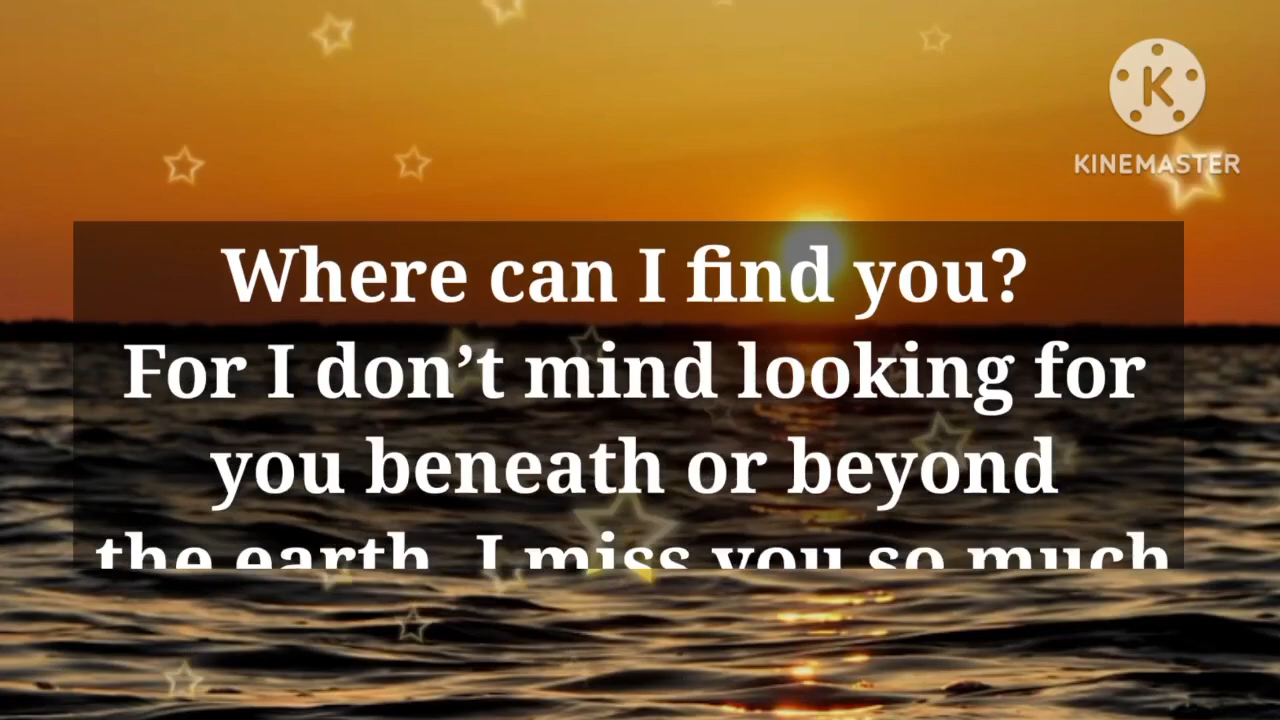 KINEMASTER
Where can I find you?
For I don’t mind looking for
you beneath or beyond
the earth. I miss you so much